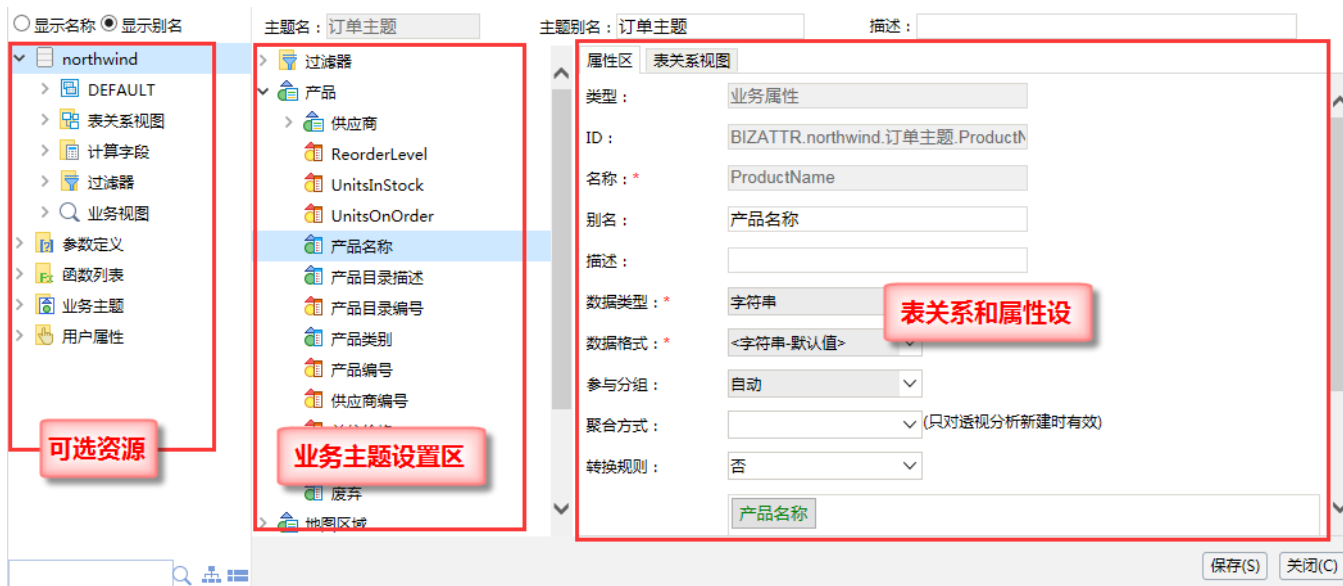 显示名称 显示别名
主题名：订单主题 主题别名：订单主题 描述：
northwind
DEFAULT
表关系视图
计算字段
过滤器
业务视图
参数定义
函数列表
业务主题
用户属性
可选资源
过滤器
产品
供应商
ReorderLevel
UnitsInStock
UnitsOnOrder
产品名称
产品目录描述
产品目录编号
产品类别
产品编号
供应商编号
业务主题设置区
废弃
地图区域
属性区 表关系视图
类型： 业务属性
ID： BIZATTR.northwind.订单主题.ProductN
名称：* ProductName
别名： 产品名称
描述：
数据类型：* 字符串
表关系和属性设
数据格式：* <字符串-默认值>
参与分组： 自动
聚合方式： (只对透视分析新建时有效)
转换规则： 否
产品名称
保存(S) 关闭(C)